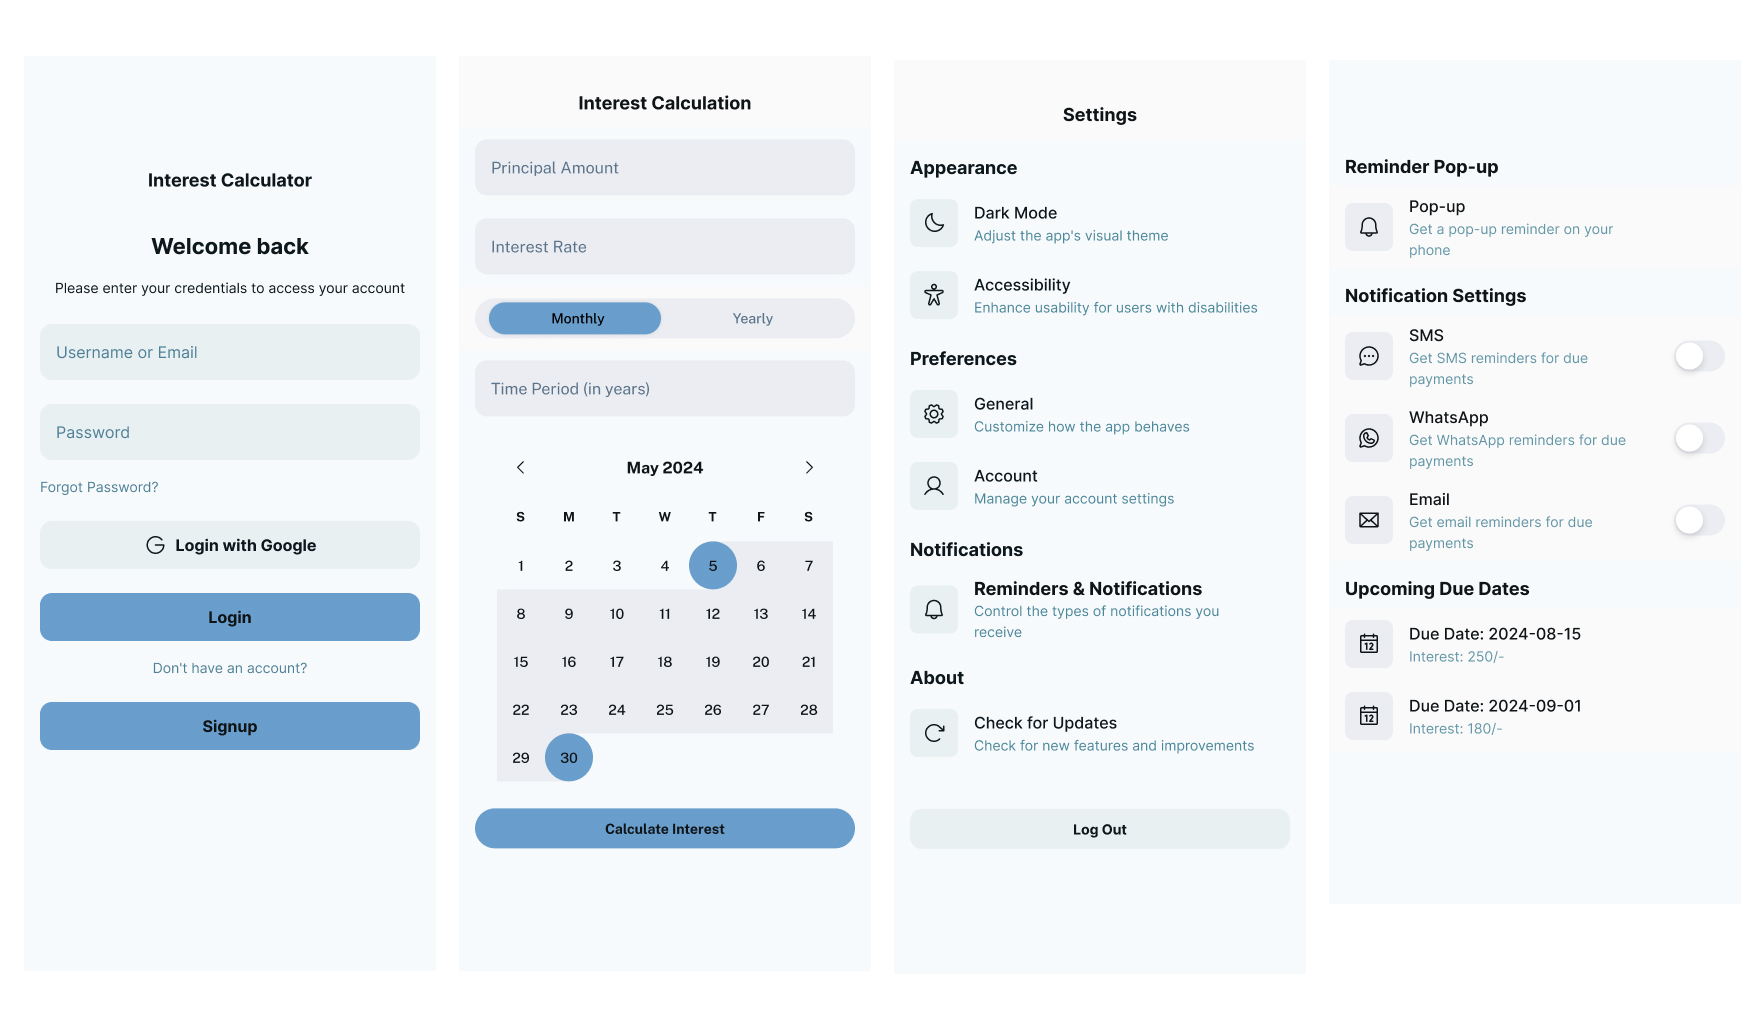 Interest Calculator
Welcome back
Please enter your credentials to access your account
Username or Email
Password
Forgot Password?
Login with Google
Login
Don't have an account?
Signup
Interest Calculation
Principal Amount
Interest Rate
Monthly Yearly
Time Period (in years)
May 2024
S M T W T F S
1 2 3 4 5 6 7
8 9 10 11 12 13 14
15 16 17 18 19 20 21
22 23 24 25 26 27 28
29 30
Calculate Interest
Settings
Appearance
Dark Mode
Adjust the app's visual theme
Accessibility
Enhance usability for users with disabilities
Preferences
General
Customize how the app behaves
Account
Manage your account settings
Notifications
Reminders & Notifications
Control the types of notifications you
receive
About
Check for Updates
Check for new features and improvements
Log Out
Reminder Pop-up
Pop-up
Get a pop-up reminder on your
phone
Notification Settings
SMS
Get SMS reminders for due
payments
WhatsApp
Get WhatsApp reminders for due
payments
Email
Get email reminders for due
payments
Upcoming Due Dates
12
Due Date: 2024-08-15
Interest: 250/-
12
Due Date: 2024-09-01
Interest: 180/-